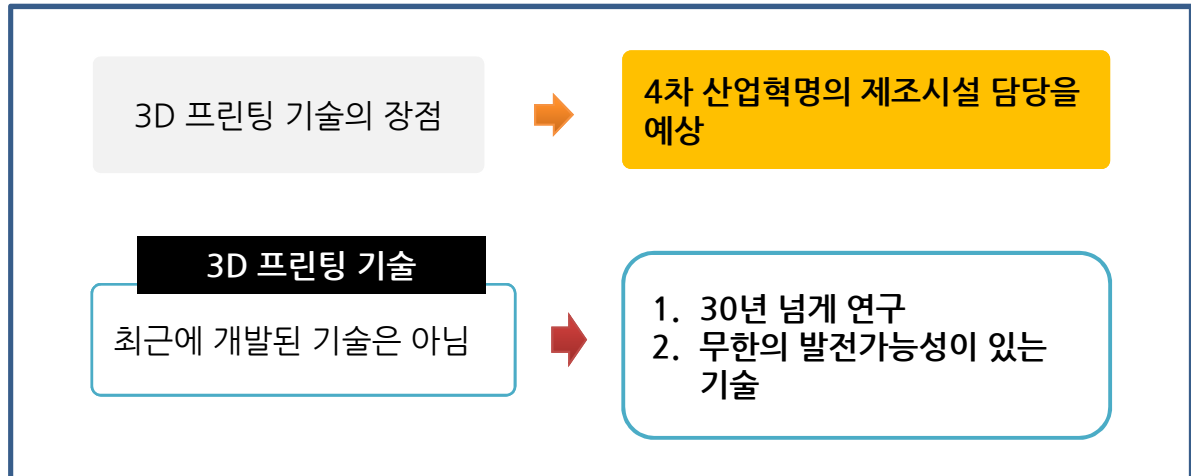 3D 프린팅 기술의 장점
4차 산업혁명의 제조시설 담당을
예상
3D 프린팅 기술
최근에 개발된 기술은 아님
1. 30년 넘게 연구
2. 무한의 발전가능성이 있는
기술